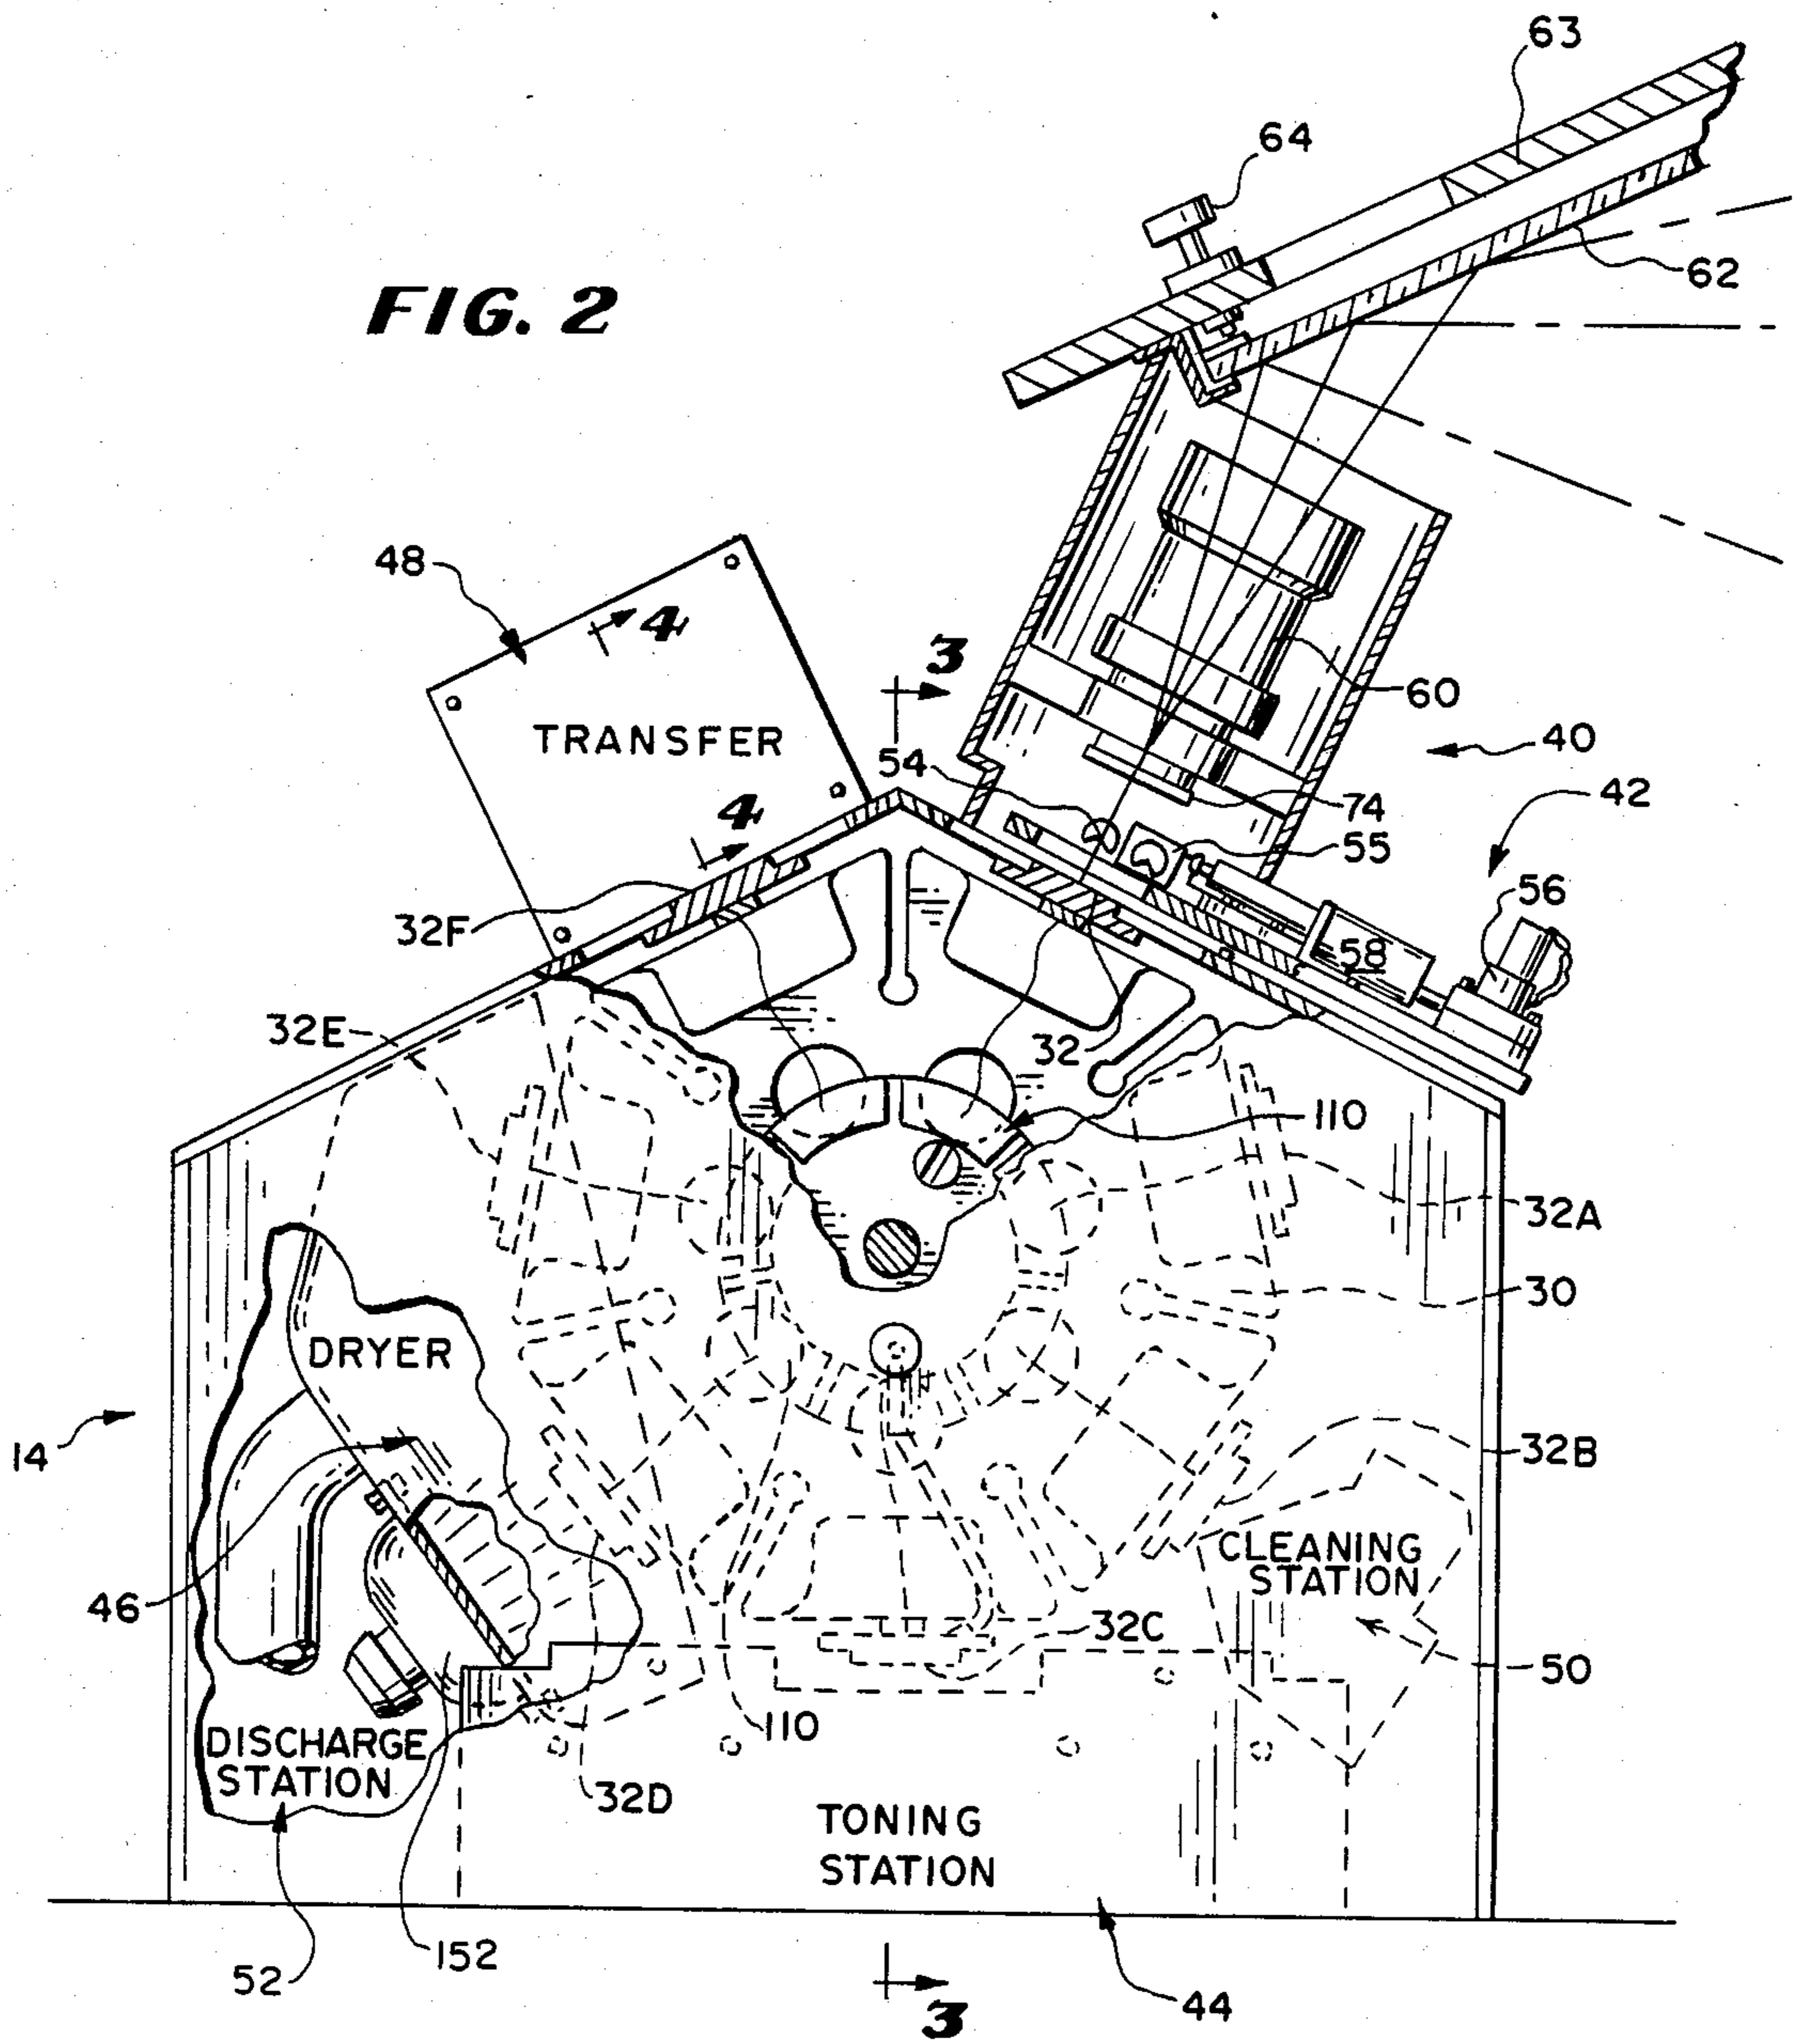 63
64
62
FIG. 2
48
4
3
60
TRANSFER
40
54
74
42
4
55
56
32F
58
32E
32
110
32A
30
DRYER
14
32B
CLEANING
STATION
46
32C
50
110
DISCHARGE
STATION
32D
TONING
STATION
152
52
44
3